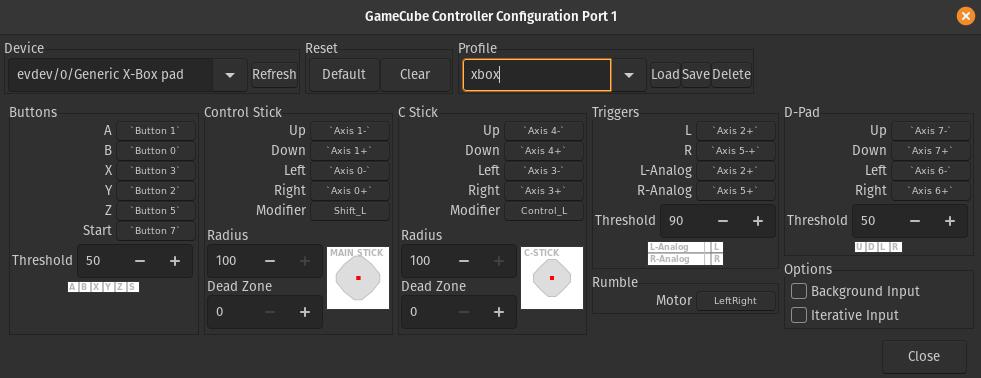 GameCube Controller Configuration Port 1
Device
Reset
Profile
evdev/0/Generic X-Box pad
Refresh
Default
Clear
xbox
Load
Save
Delete
Buttons
A `Button 1`
B `Button 0`
X `Button 3`
Y `Button 2`
Z `Button 5`
Start `Button 7`
Threshold 50 − +
A B X Y Z S
Control Stick
Up `Axis 1-`
Down `Axis 1+`
Left `Axis 0-`
Right `Axis 0+`
Modifier Shift_L
Radius
100 − +
Dead Zone
0 − +
MAIN STICK
C Stick
Up `Axis 4-`
Down `Axis 4+`
Left `Axis 3-`
Right `Axis 3+`
Modifier Control_L
Radius
100 − +
Dead Zone
0 − +
C-STICK
Triggers
L `Axis 2+`
R `Axis 5-+`
L-Analog `Axis 2+`
R-Analog `Axis 5+`
Threshold 90 − +
L-Analog L
R-Analog R
Rumble
Motor LeftRight
D-Pad
Up `Axis 7-`
Down `Axis 7+`
Left `Axis 6-`
Right `Axis 6+`
Threshold 50 − +
U D L R
Options
Background Input
Iterative Input
Close